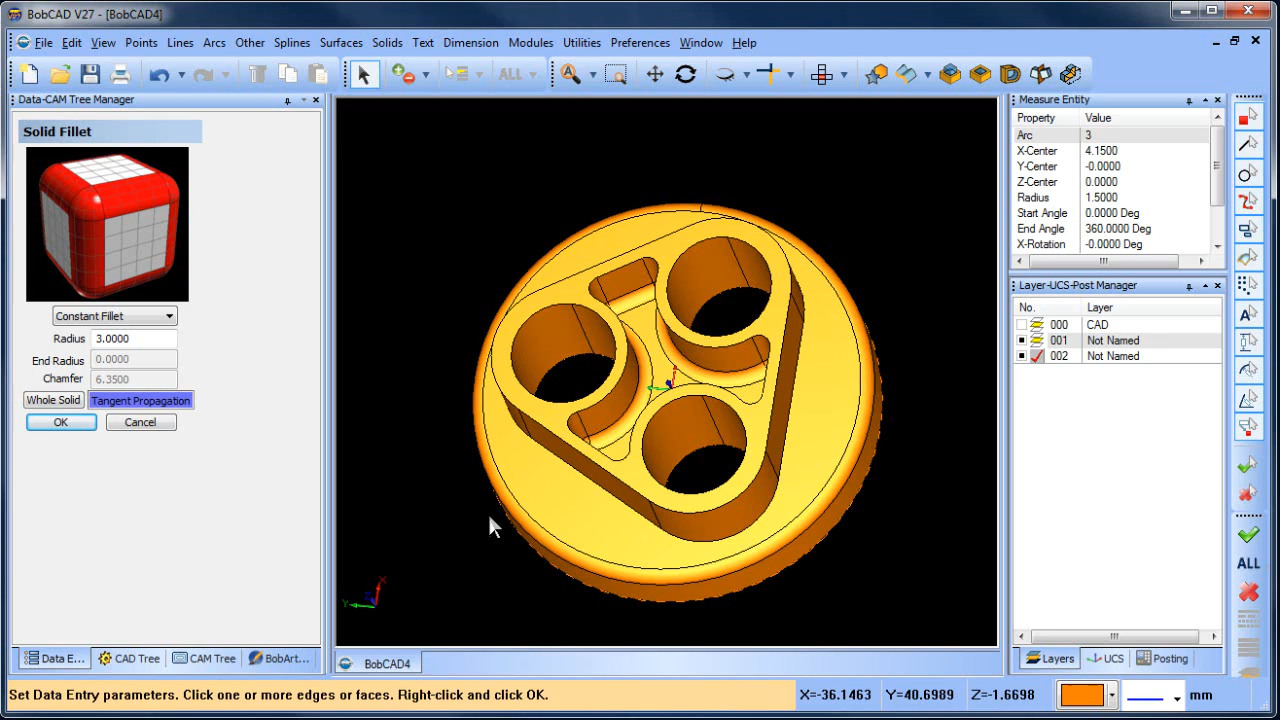 BobCAD V27 - [BobCAD4]
File Edit View Points Lines Arcs Other Splines Surfaces Solids Text Dimension Modules Utilities Preferences Window Help
ALL
Data-CAM Tree Manager
Solid Fillet
Constant Fillet
Radius 3.0000
End Radius 0.0000
Chamfer 6.3500
Whole Solid Tangent Propagation
OK Cancel
Data E... CAD Tree CAM Tree BobArt...
X
Y
Z
BobCAD4
Measure Entity
Property Value
Arc 3
X-Center 4.1500
Y-Center -0.0000
Z-Center 0.0000
Radius 1.5000
Start Angle 0.0000 Deg
End Angle 360.0000 Deg
X-Rotation -0.0000 Deg
Layer-UCS-Post Manager
No. Layer
000 CAD
001 Not Named
002 Not Named
Layers UCS Posting
A
ALL
Set Data Entry parameters. Click one or more edges or faces. Right-click and click OK.
X=-36.1463 Y=40.6989 Z=-1.6698 mm